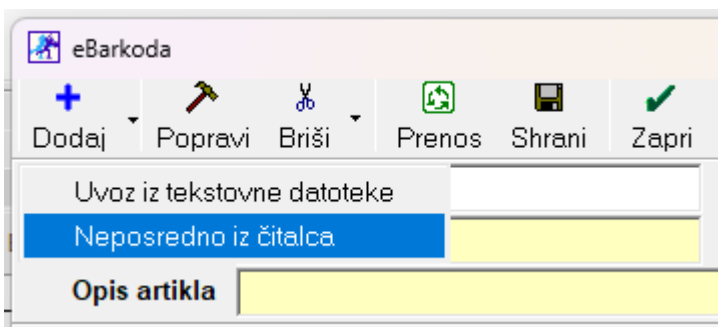 eBarkoda
Dodaj Popravi Briši Prenos Shrani Zapri
Uvoz iz tekstovne datoteke
Neposredno iz čitalca
Opis artikla